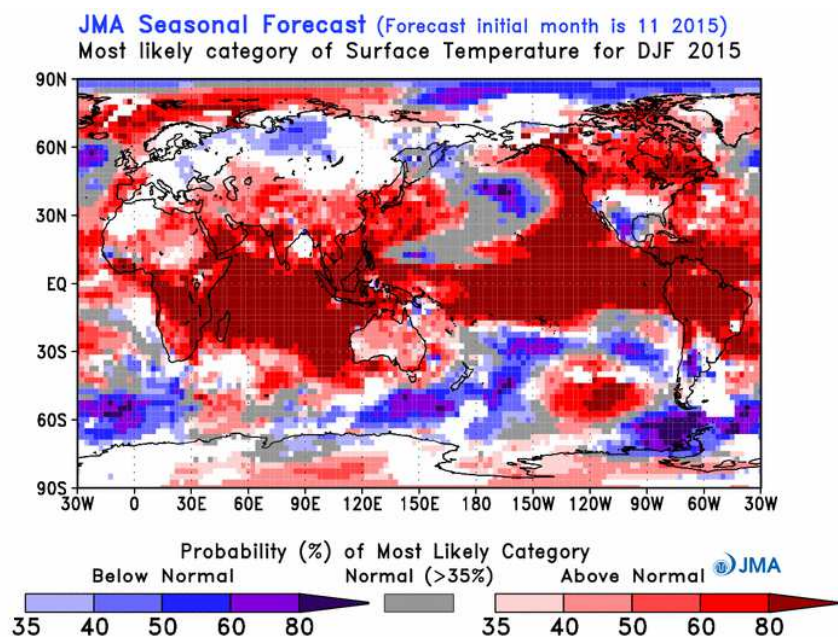 JMA Seasonal Forecast (Forecast initial month is 11 2015)
Most likely category of Surface Temperature for DJF 2015
90N
60N
30N
EQ
30S
60S
90S
30W 0 30E 60E 90E 120E 150E 180 150W 120W 90W 60W 30W
Probability (%) of Most Likely Category
JMA
Below Normal Normal (>35%) Above Normal
35 40 50 60 80 35 40 50 60 80